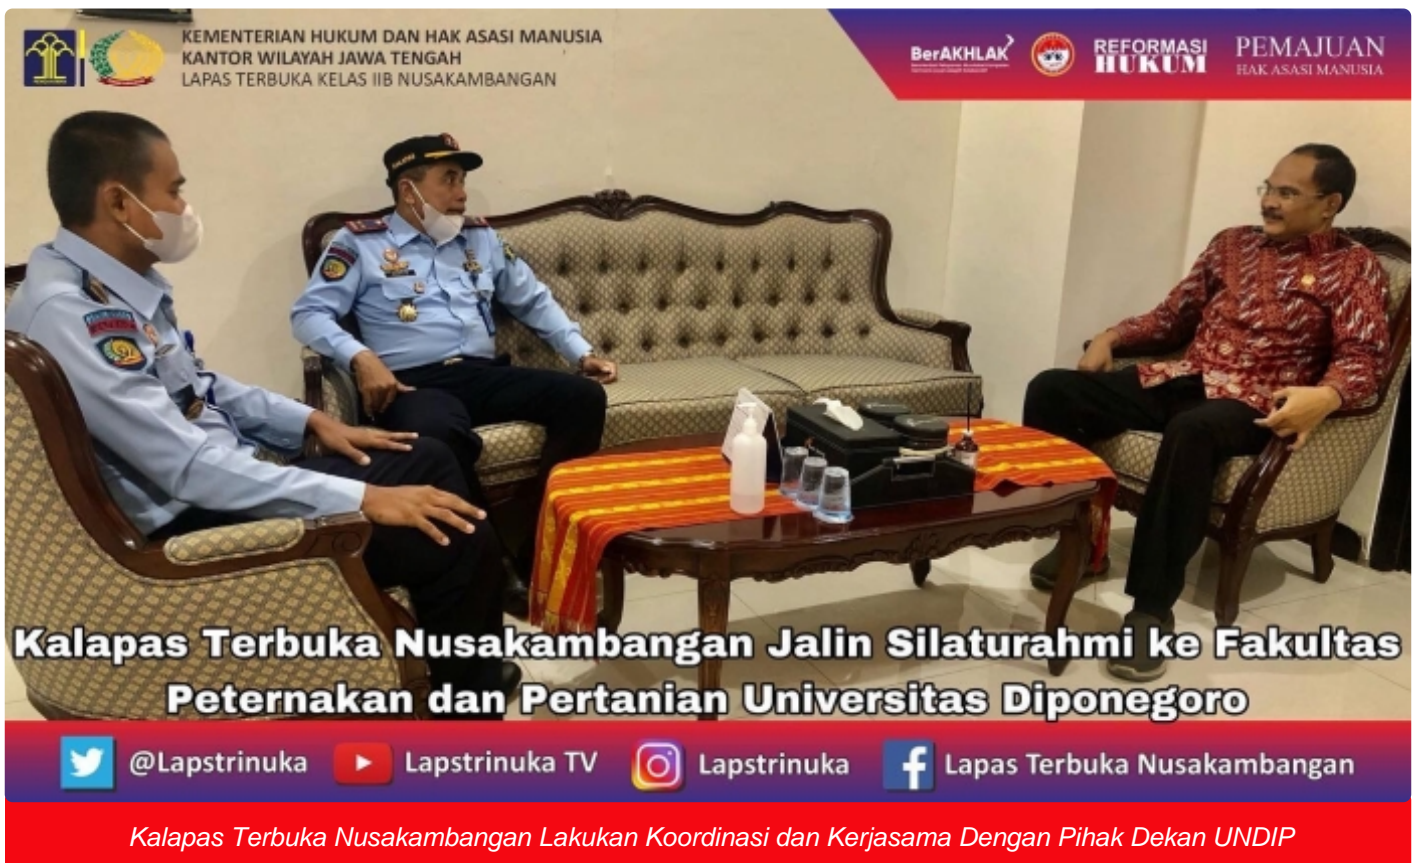 KEMENTERIAN HUKUM DAN HAK ASASI MANUSIA
KANTOR WILAYAH JAWA TENGAH
LAPAS TERBUKA KELAS IIB NUSAKAMBANGAN
BerAKHLAK
REFORMASI
HUKUM
PEMAJUAN
HAK ASASI MANUSIA
Kalapas Terbuka Nusakambangan Jalin Silaturahmi ke Fakultas
Peternakan dan Pertanian Universitas Diponegoro
@Lapstrinuka
Lapstrinuka TV
Lapstrinuka
Lapas Terbuka Nusakambangan
Kalapas Terbuka Nusakambangan Lakukan Koordinasi dan Kerjasama Dengan Pihak Dekan UNDIP